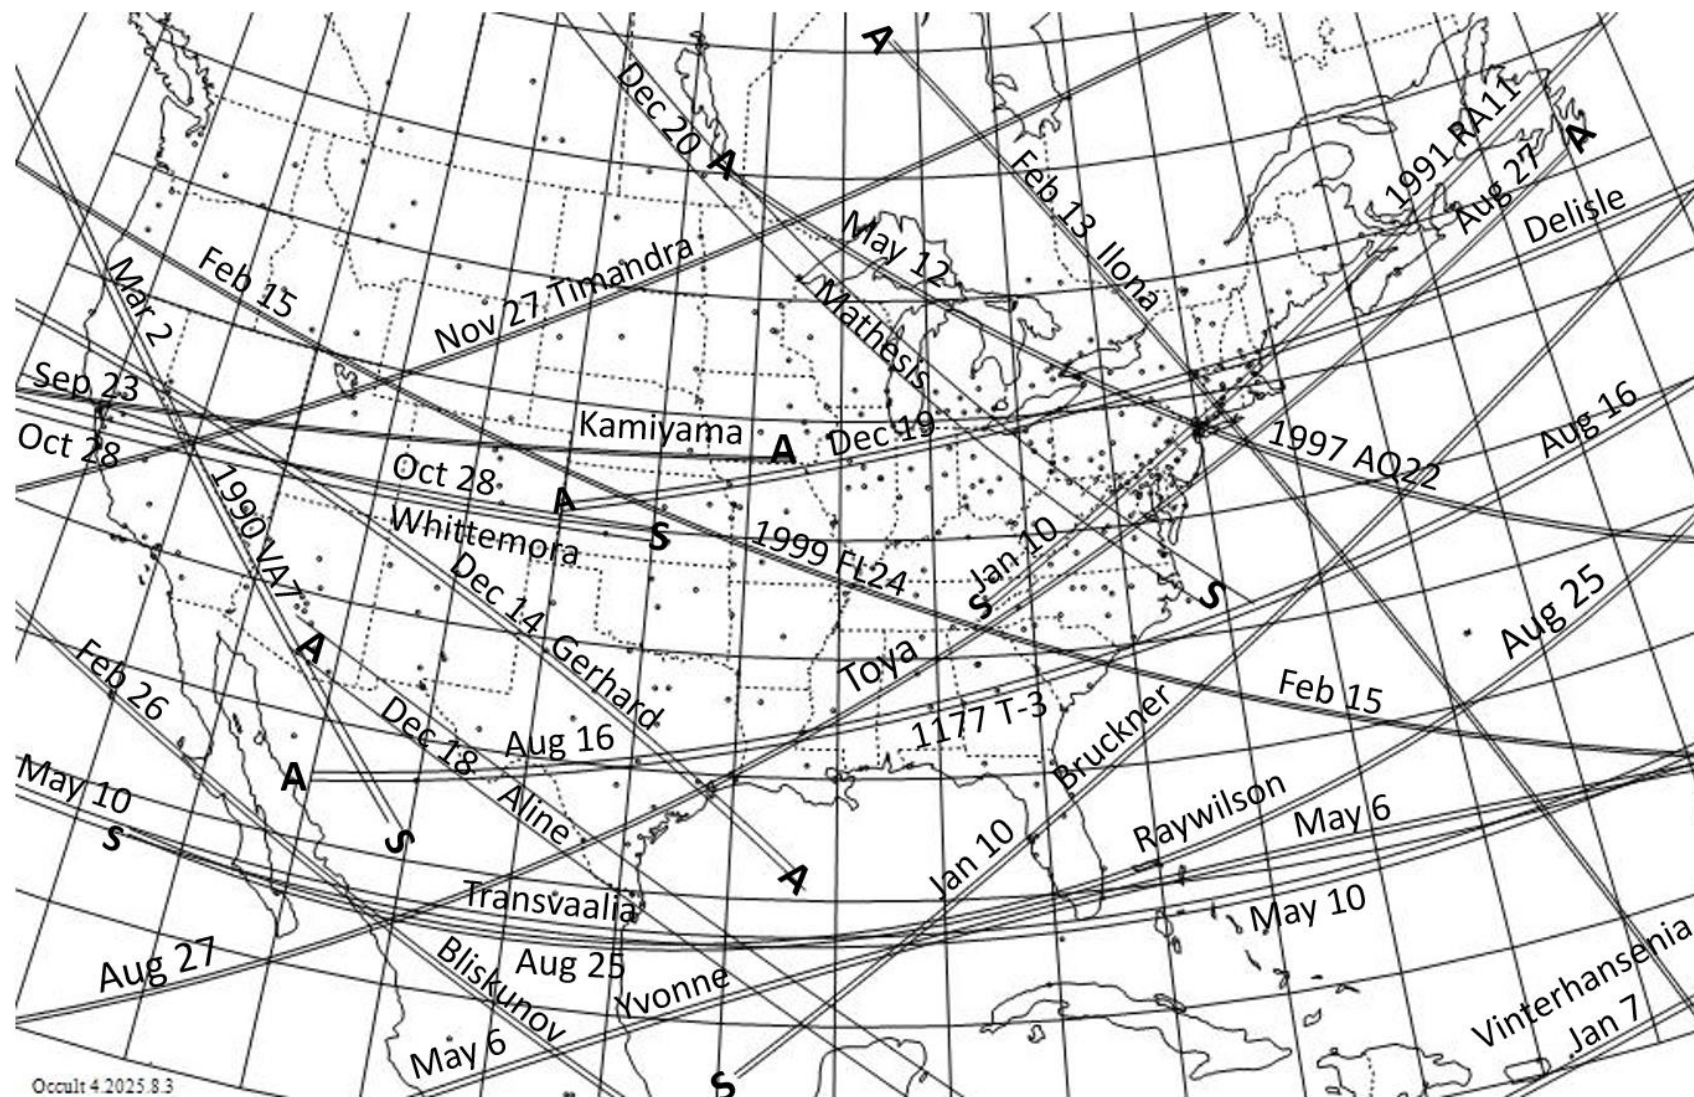 A
Dec 20
A
1991 RA11
A
Feb 13 Ilona
Aug 27
Delisle
May 12
Nov 27 Timandra
Feb 15
Mar 2
Mathesis
Sep 23
Kamiyama
A
Dec 19
Aug 16
1997 AQ22
Oct 28
Oct 28
A
Whittemora
S
1990 VA7
1999 FL24
Jan 10
S
S
Dec 14 Gerhard
Aug 25
Toya
A
Feb 26
Dec 18 Aline
Feb 15
1177 T-3
Aug 16
Bruckner
A
May 10
S
S
Raywilson
May 6
A
Jan 10
Transvaalia
May 10
Aug 27
Bliskunov
Aug 25
Yvonne
Vinterhansenia
Jan 7
May 6
S
Occult 4.2025.8.3